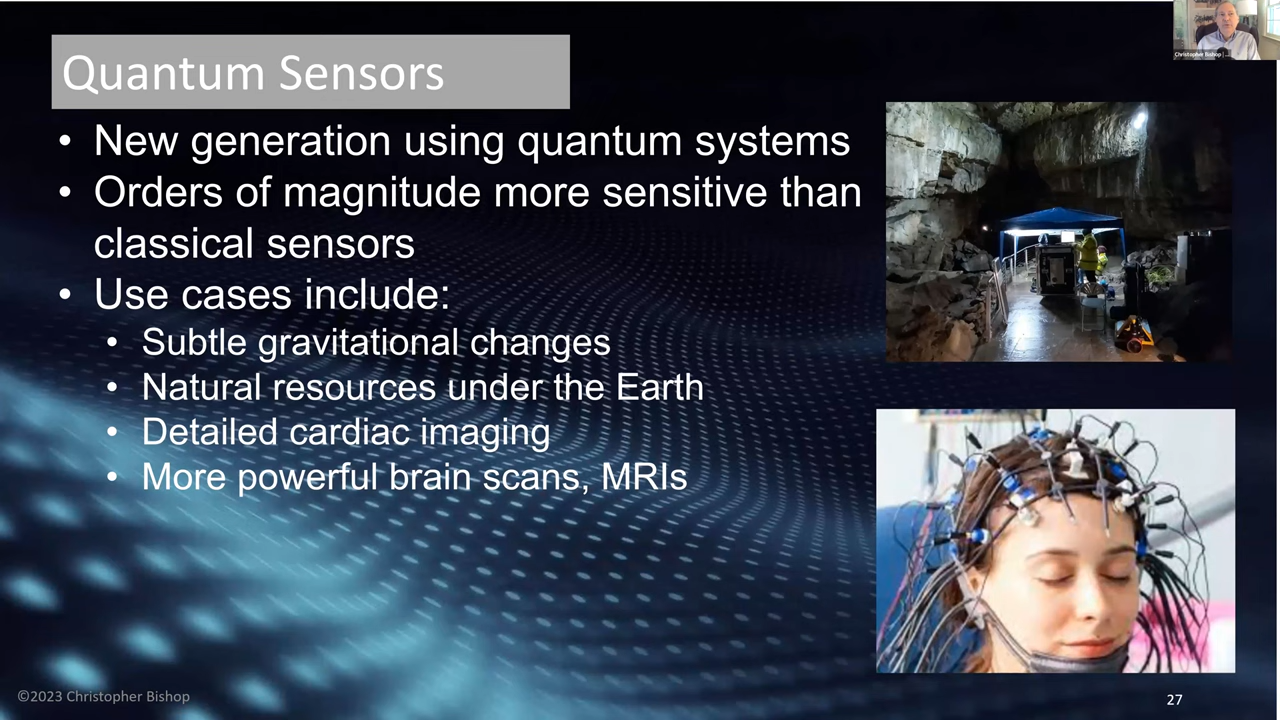 Quantum Sensors
• New generation using quantum systems
• Orders of magnitude more sensitive than
classical sensors
• Use cases include:
• Subtle gravitational changes
• Natural resources under the Earth
• Detailed cardiac imaging
• More powerful brain scans, MRIs
Christopher Bishop
©2023 Christopher Bishop
27